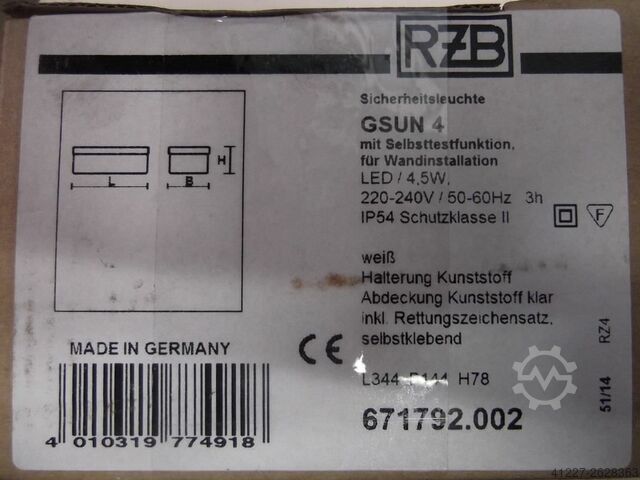 RZB
Sicherheitsleuchte
GSUN 4
mit Selbsttestfunktion,
für Wandinstallation
LED / 4,5W,
220-240V / 50-60Hz 3h
IP54 Schutzklasse II
F
H
L
B
weiß
Halterung Kunststoff
Abdeckung Kunststoff klar
inkl. Rettungszeichensatz,
selbstklebend
L344 B144 H78
671792.002
MADE IN GERMANY
CE
4 010319 774918
51/14 RZ4
41227-2628363